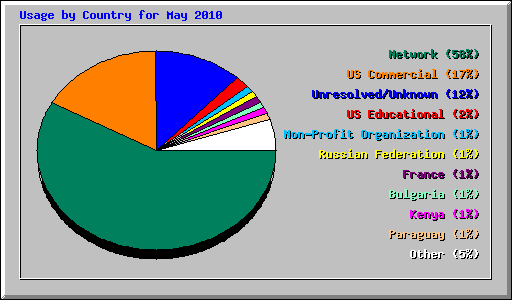 Usage by Country for May 2010
Network (58%)
US Commercial (17%)
Unresolved/Unknown (12%)
US Educational (2%)
Non-Profit Organization (1%)
Russian Federation (1%)
France (1%)
Bulgaria (1%)
Kenya (1%)
Paraguay (1%)
Other (5%)